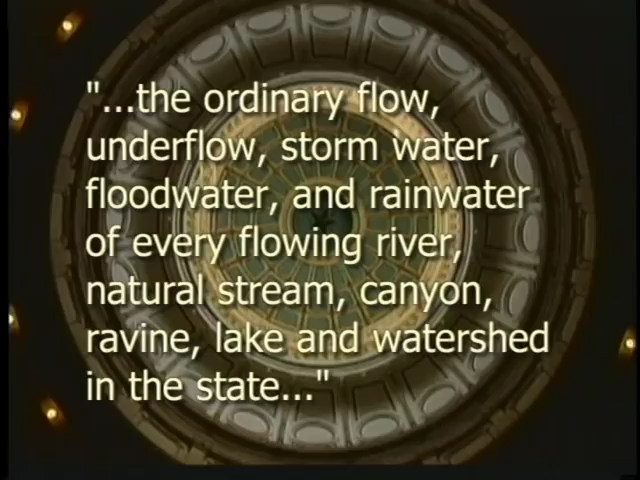 "...the ordinary flow,
underflow, storm water,
floodwater, and rainwater
of every flowing river,
natural stream, canyon,
ravine, lake and watershed
in the state..."